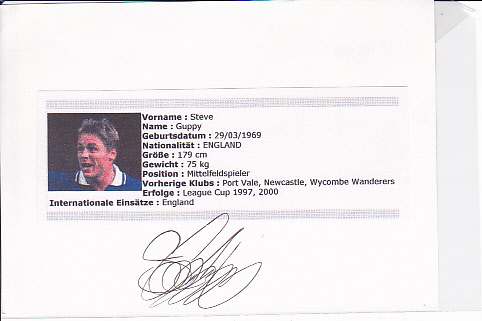 Vorname : Steve
Name : Guppy
Geburtsdatum : 29/03/1969
Nationalität : ENGLAND
Größe : 179 cm
Gewicht : 75 kg
Position : Mittelfeldspieler
Vorherige Klubs : Port Vale, Newcastle, Wycombe Wanderers
Erfolge : League Cup 1997, 2000
Internationale Einsätze : England